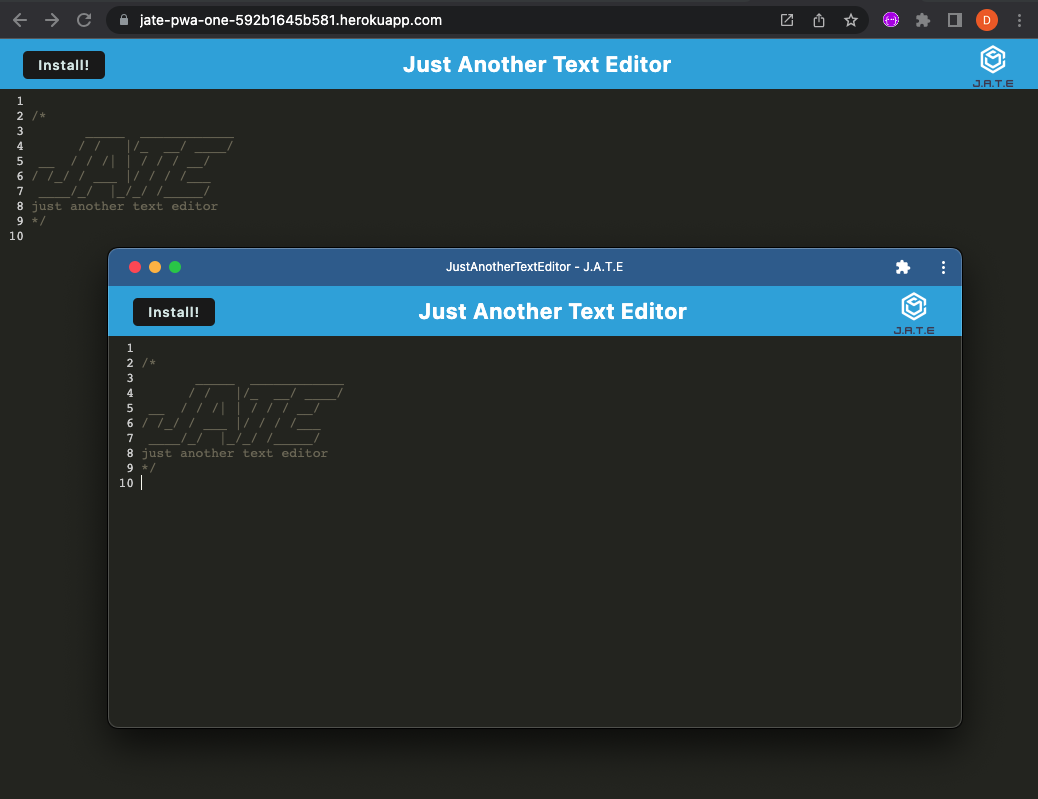 jate-pwa-one-592b1645b581.herokuapp.com
D
Install!
Just Another Text Editor
J.A.T.E
1
2 /*
3        _____  ____________
4       / /   |/_  __/ ____/
5  __  / / /| | / / / __/
6 / /_/ / ___ |/ / / /___
7  ____/_/  |_/_/ /_____/
8 just another text editor
9 */
10
JustAnotherTextEditor - J.A.T.E
Install!
Just Another Text Editor
J.A.T.E
1
2 /*
3        _____  ____________
4       / /   |/_  __/ ____/
5  __  / / /| | / / / __/
6 / /_/ / ___ |/ / / /___
7  ____/_/  |_/_/ /_____/
8 just another text editor
9 */
10